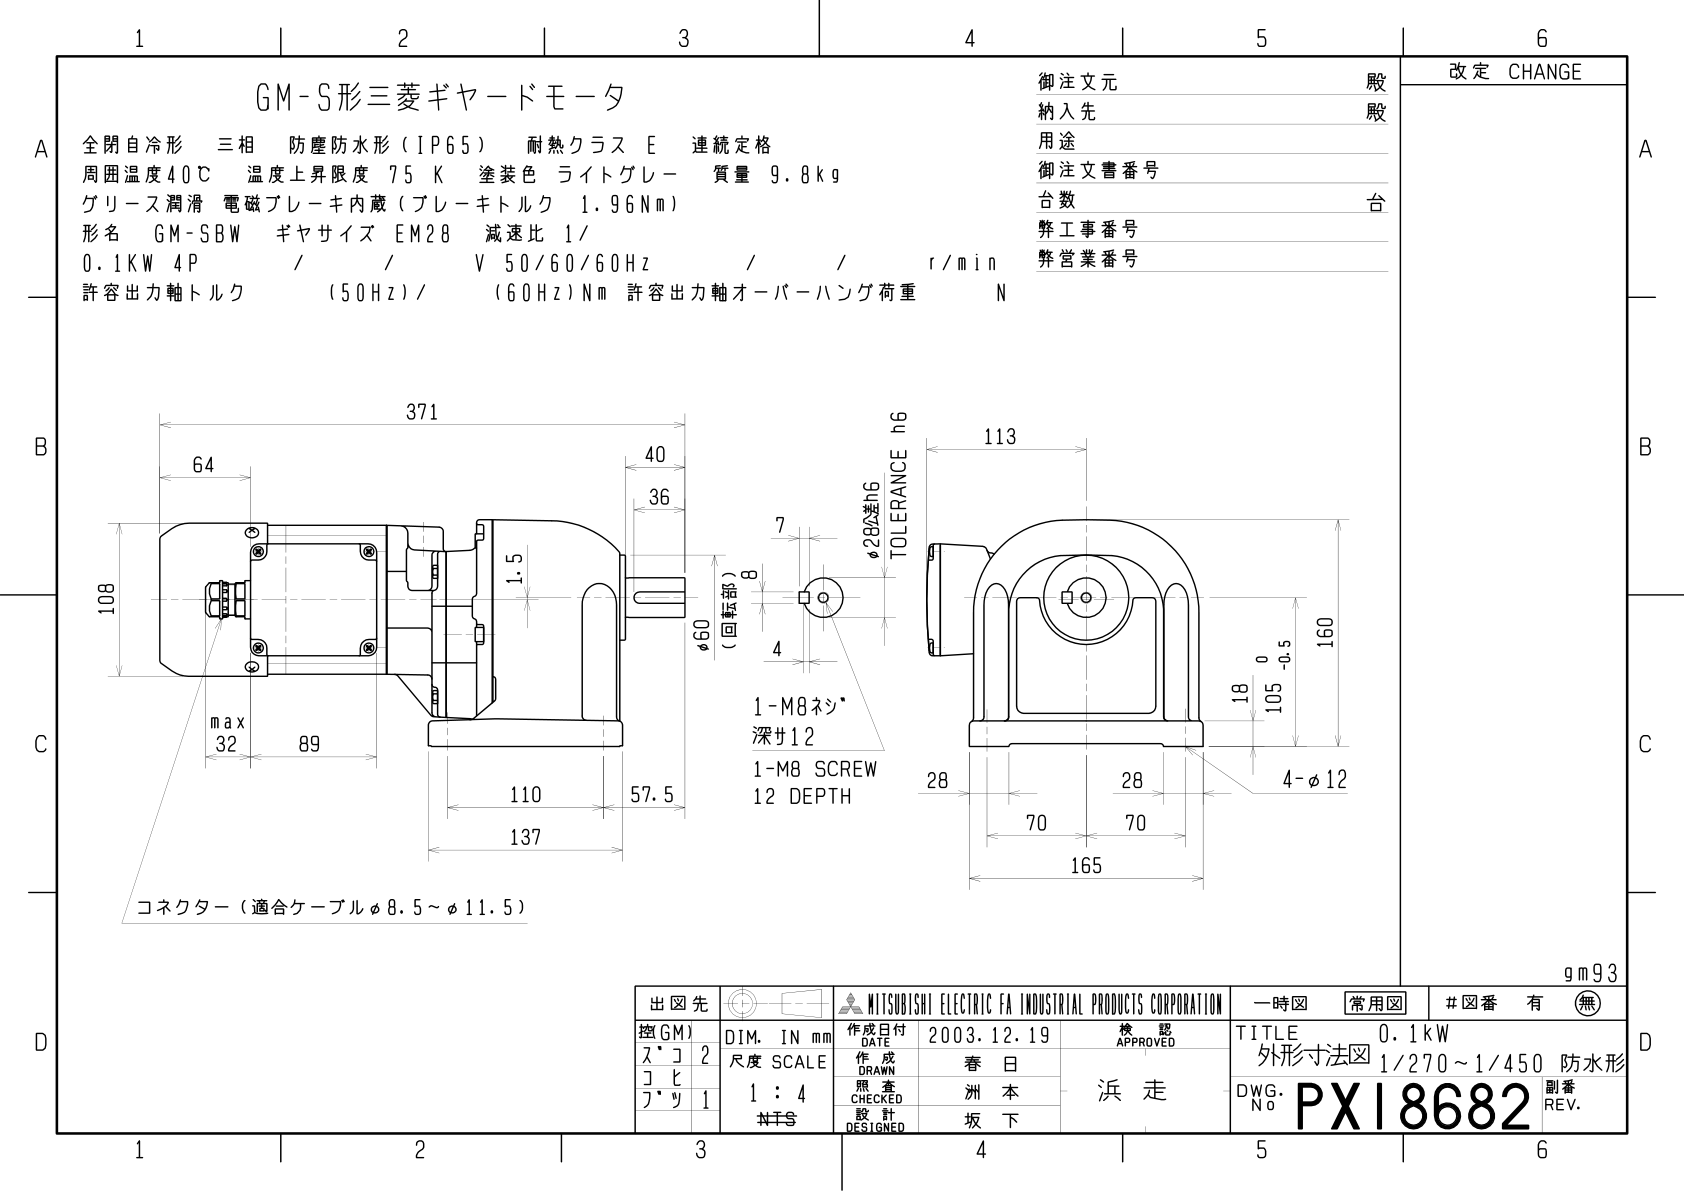 1 2 3 4 5 6
改定 CHANGE
A
A
B
B
C
C
D
D
GM-S形三菱ギヤードモータ
全閉自冷形 三相 防塵防水形(IP65) 耐熱クラス E 連続定格
周囲温度40℃ 温度上昇限度 75 K 塗装色 ライトグレー 質量 9.8kg
グリース潤滑 電磁ブレーキ内蔵(ブレーキトルク 1.96Nm)
形名 GM-SBW ギヤサイズ EM28 減速比 1/
0.1KW 4P / / V 50/60/60Hz / / r/min
許容出力軸トルク (50Hz)/ (60Hz)Nm 許容出力軸オーバーハング荷重 N
御注文元 殿
納入先 殿
用途
御注文書番号
台数 台
弊工事番号
弊営業番号
371
64
40
36
108
1.5
φ60
(回転部)
max
32
89
110
57.5
137
コネクター(適合ケーブルφ8.5~φ11.5)
7
8
4
φ28公差h6
TOLERANCE h6
1-M8ネジ
深サ12
1-M8 SCREW
12 DEPTH
113
160
18
105 0 -0.5
28
28
4-φ12
70
70
165
gm93
出図先
控(GM)
ズコ 2
コヒ
ブツ 1
DIM. IN mm
尺度 SCALE
1 : 4
NTS
MITSUBISHI ELECTRIC FA INDUSTRIAL PRODUCTS CORPORATION
作成日付 DATE 2003.12.19
作成 DRAWN 春日
照査 CHECKED 洲本
設計 DESIGNED 坂下
検認 APPROVED
浜走
一時図 常用図 #図番 有 無
TITLE 0.1kW
外形寸法図 1/270~1/450 防水形
DWG. No PX18682 副番 REV.
1 2 3 4 5 6